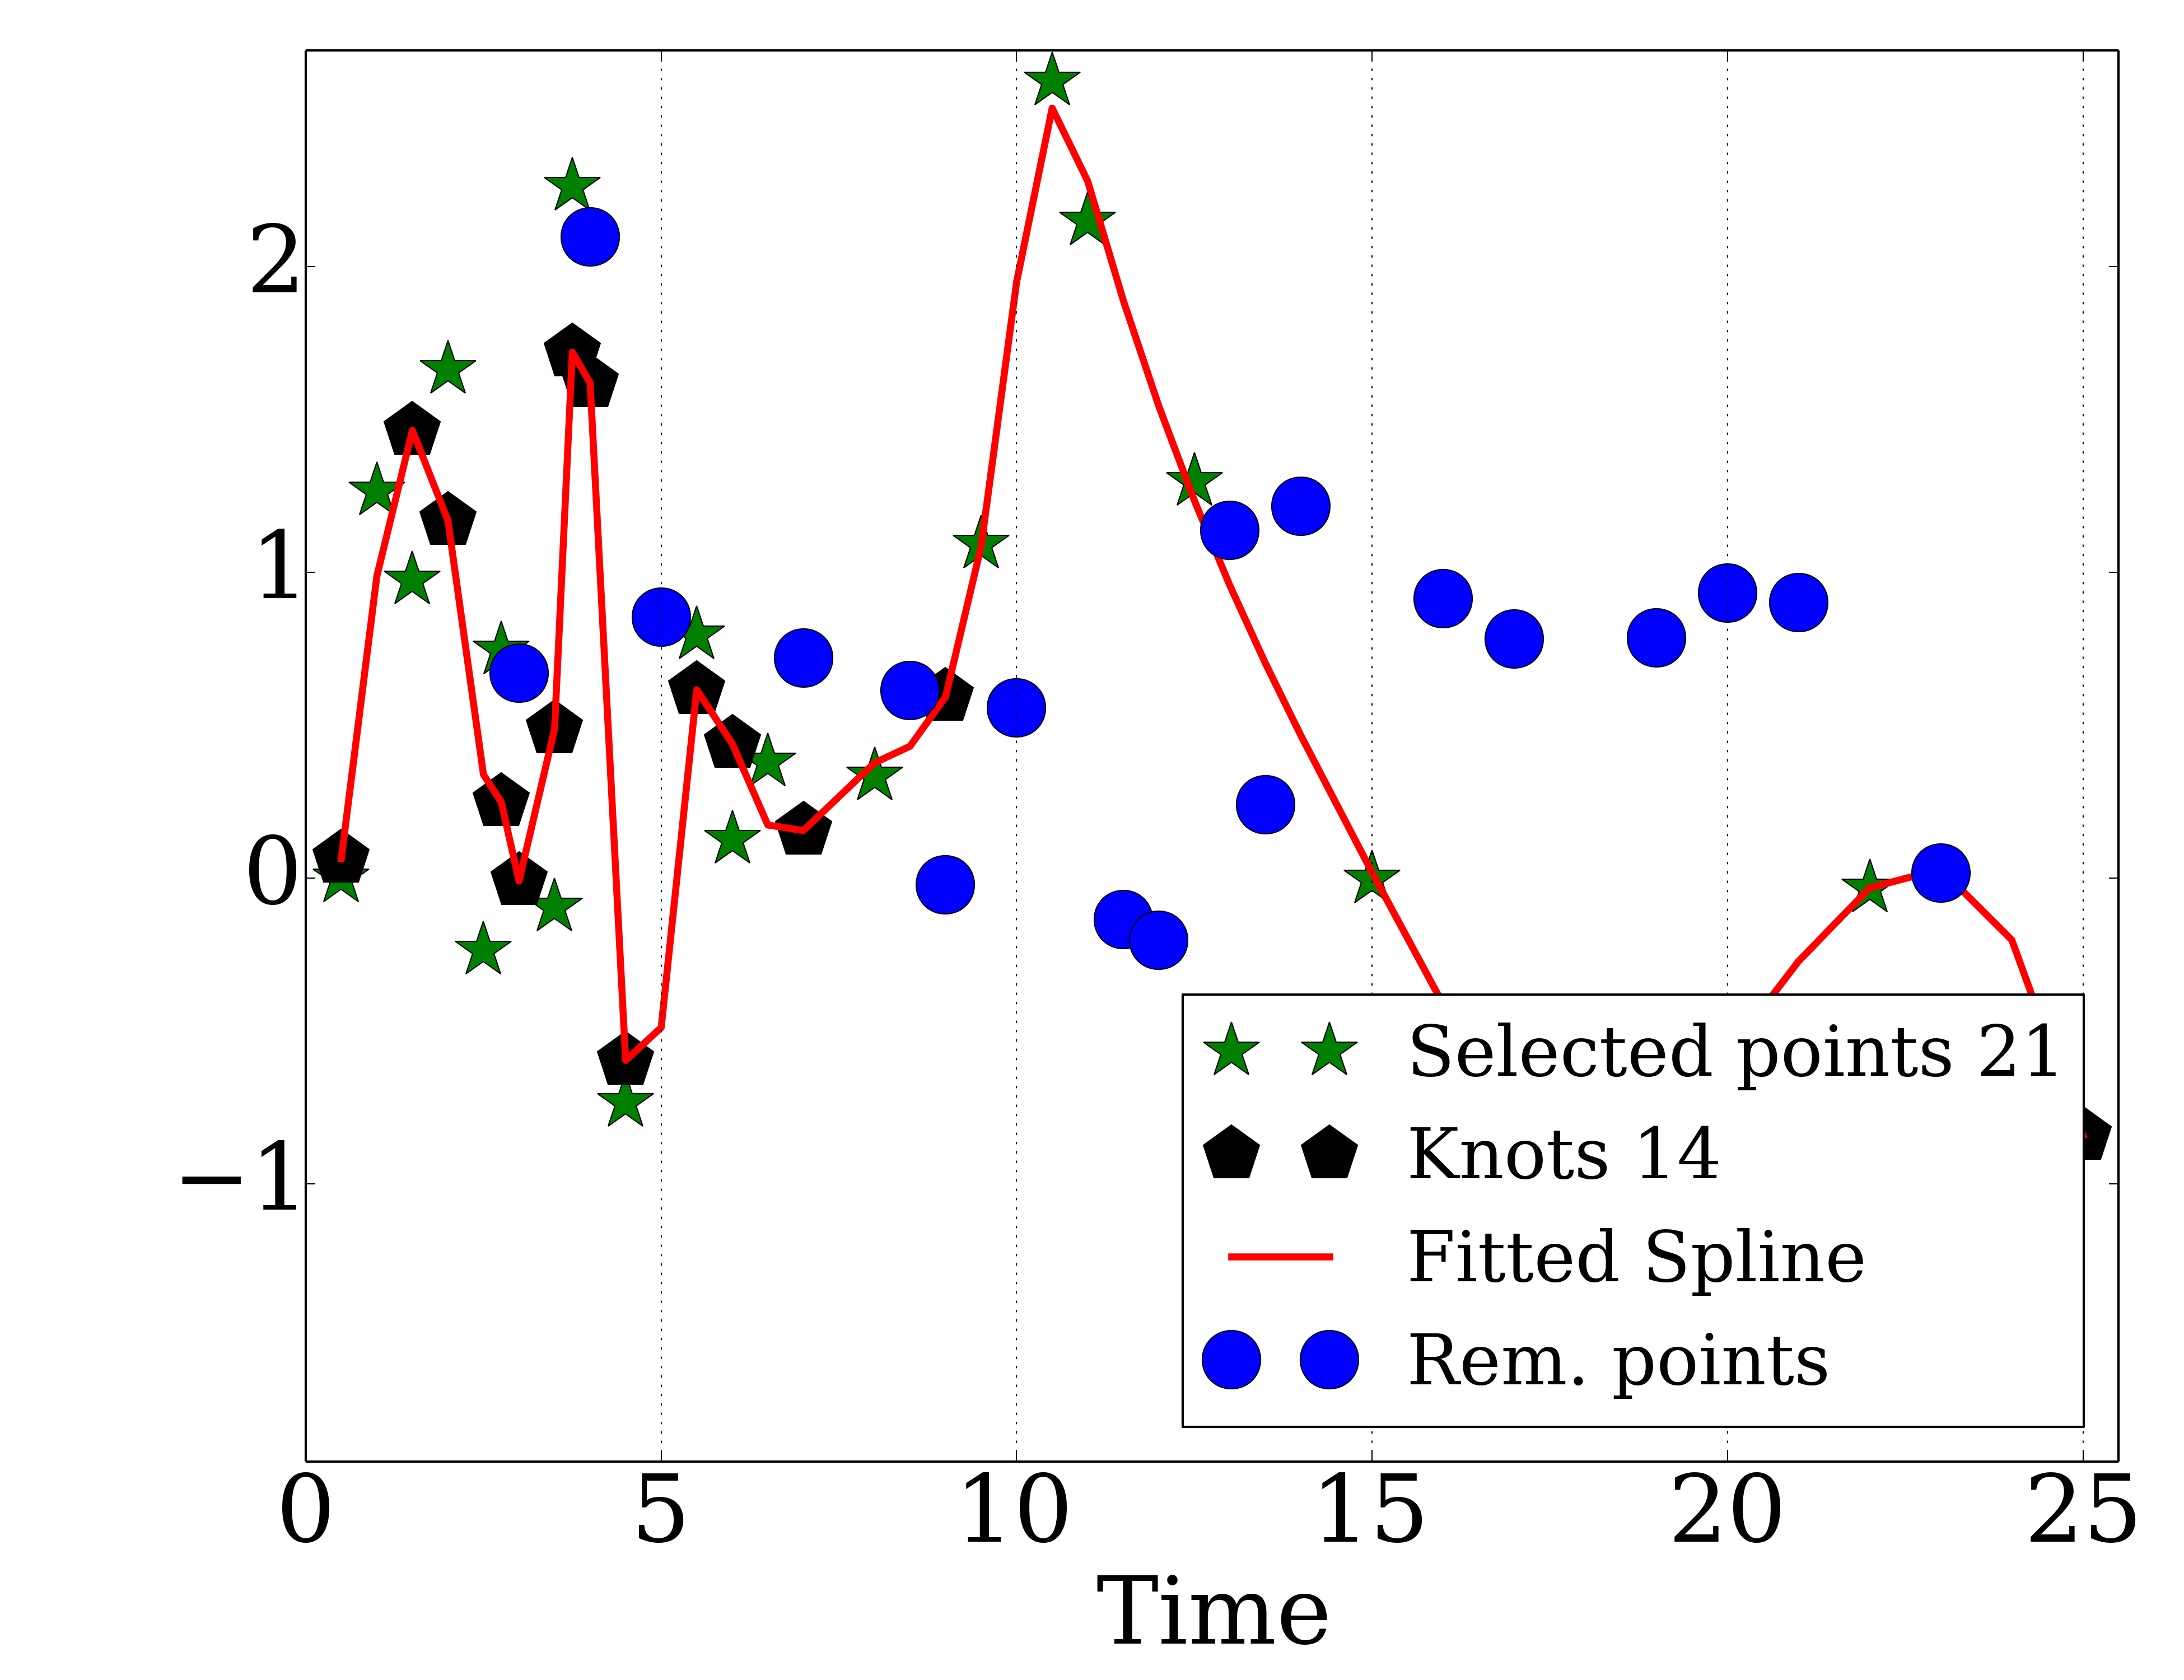 2
1
0
−1
0 5 10 15 20 25
Time
Selected points 21
Knots 14
Fitted Spline
Rem. points